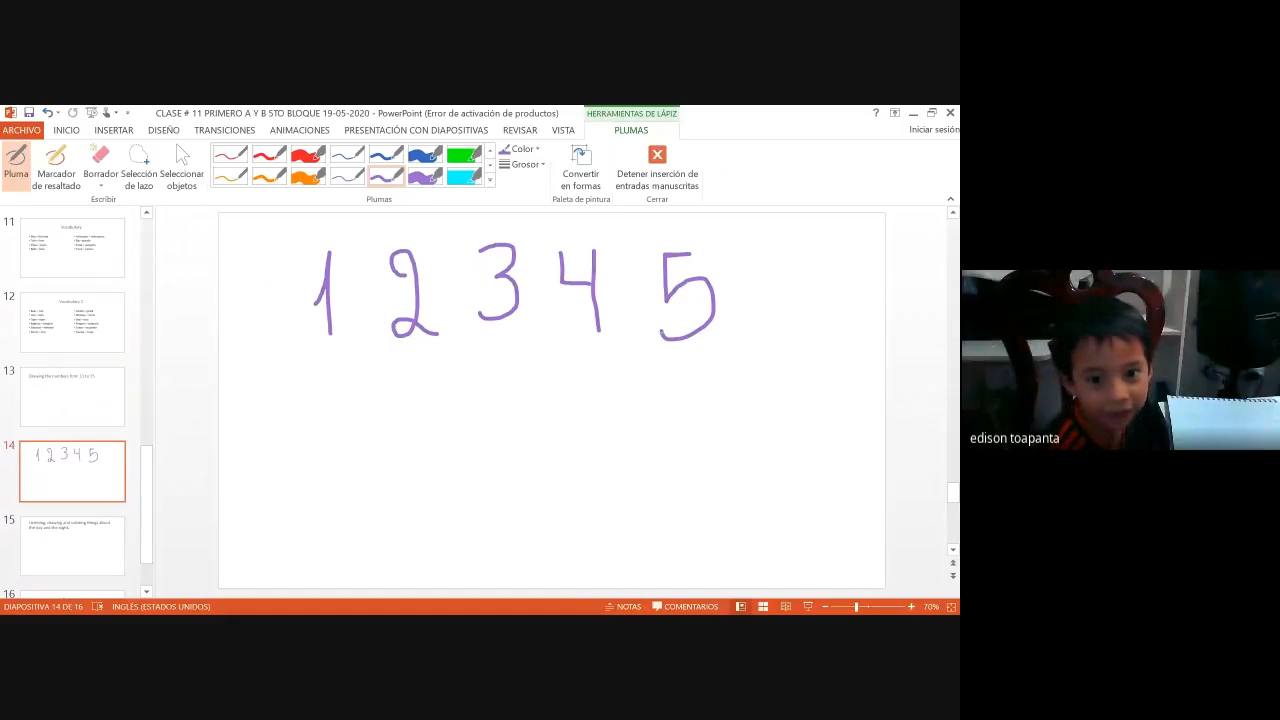 CLASE # 11 PRIMERO A Y B 5TO BLOQUE 19-05-2020 - PowerPoint (Error de activación de productos)
HERRAMIENTAS DE LÁPIZ
?
ARCHIVO INICIO INSERTAR DISEÑO TRANSICIONES ANIMACIONES PRESENTACIÓN CON DIAPOSITIVAS REVISAR VISTA PLUMAS Iniciar sesión
Pluma
Marcador de resaltado
Borrador
Selección de lazo
Seleccionar objetos
Color
Grosor
Convertir en formas
Detener inserción de entradas manuscritas
Escribir Plumas Paleta de pintura Cerrar
11
Vocabulary
12
Vocabulary 2
13
Drawing the numbers from 11 to 15.
14
1 2 3 4 5
15
16
1 2 3 4 5
edison toapanta
DIAPOSITIVA 14 DE 16 INGLÉS (ESTADOS UNIDOS) NOTAS COMENTARIOS 70%